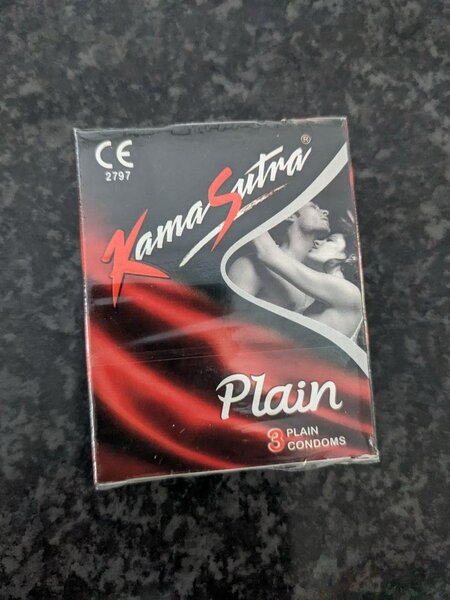 CE
2797
KamaSutra®
Plain
3 PLAIN
CONDOMS